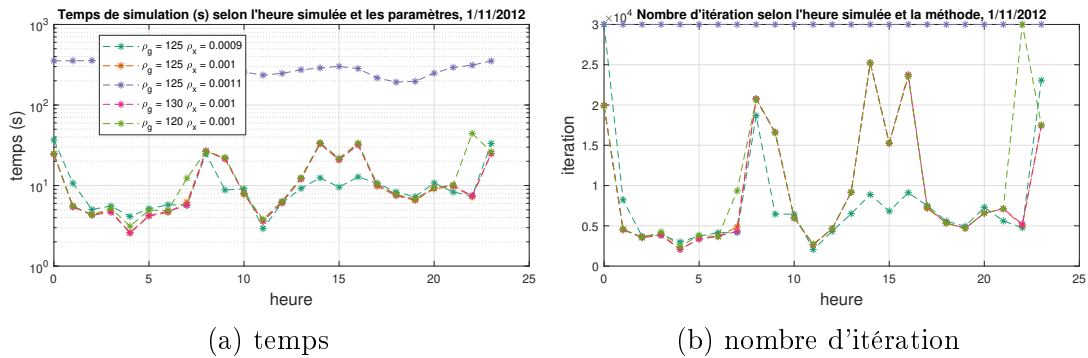 Temps de simulation (s) selon l'heure simulée et les paramètres, 1/11/2012
10³
10²
10¹
10⁰
temps (s)
ρg = 125 ρx = 0.0009
ρg = 125 ρx = 0.001
ρg = 125 ρx = 0.0011
ρg = 130 ρx = 0.001
ρg = 120 ρx = 0.001
0 5 10 15 20 25
heure
(a) temps
×10⁴ Nombre d'itération selon l'heure simulée et la méthode, 1/11/2012
3
2.5
2
1.5
1
0.5
0
iteration
0 5 10 15 20 25
heure
(b) nombre d'itération